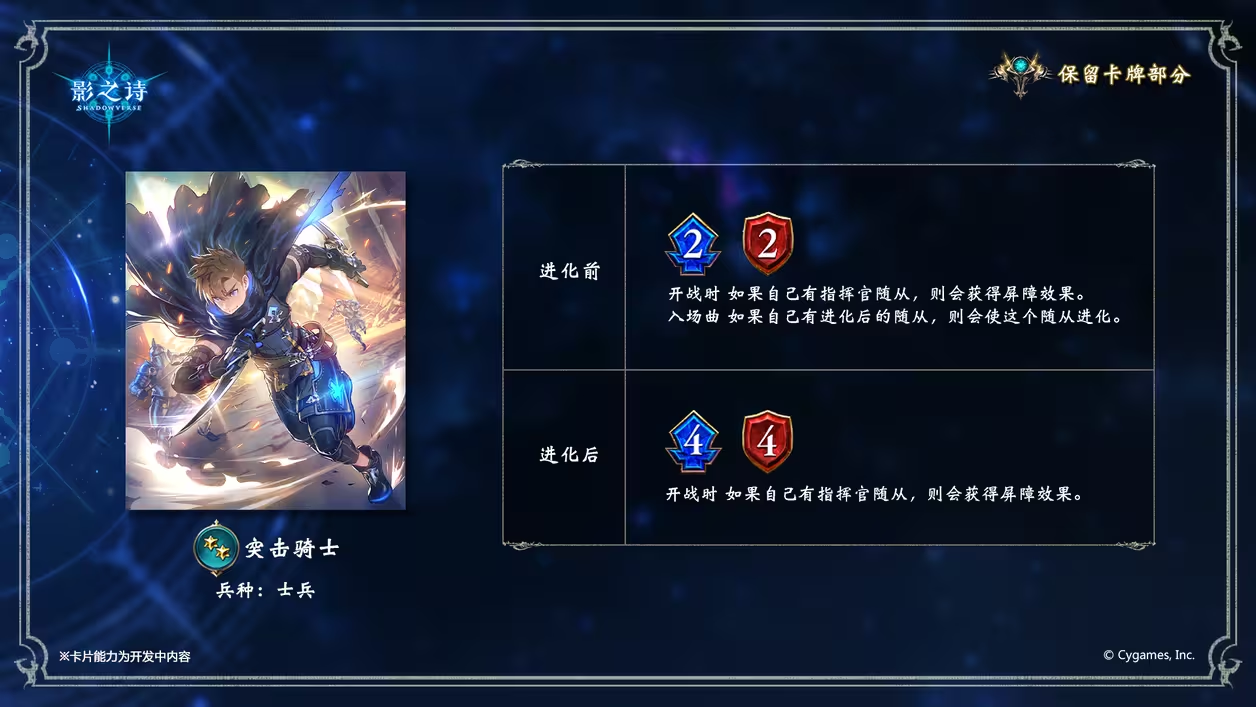 影之诗
SHADOWVERSE
保留卡牌部分
进化前
2 2
开战时 如果自己有指挥官随从，则会获得屏障效果。
入场曲 如果自己有进化后的随从，则会使这个随从进化。
进化后
4 4
开战时 如果自己有指挥官随从，则会获得屏障效果。
突击骑士
兵种：士兵
※卡片能力为开发中内容
© Cygames, Inc.